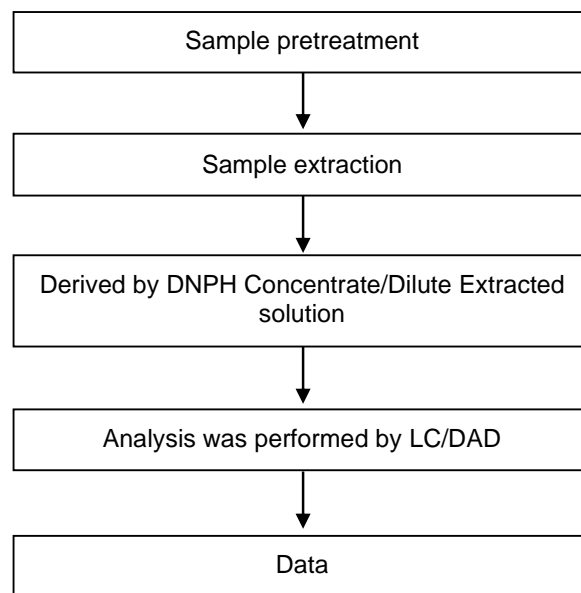 Sample pretreatment
Sample extraction
Derived by DNPH Concentrate/Dilute Extracted
solution
Analysis was performed by LC/DAD
Data